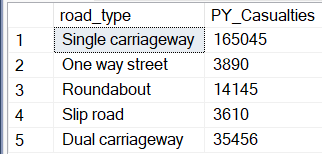 road_type PY_Casualties
1 Single carriageway 165045
2 One way street 3890
3 Roundabout 14145
4 Slip road 3610
5 Dual carriageway 35456